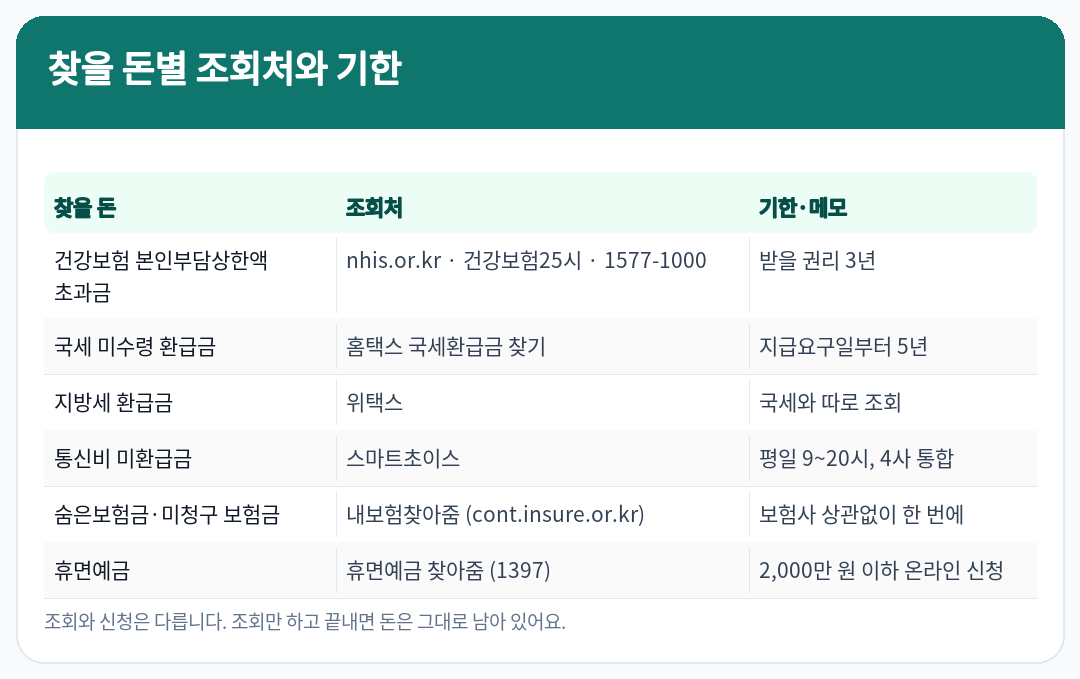 찾을 돈별 조회처와 기한
찾을 돈 조회처 기한·메모
건강보험 본인부담상한액 nhis.or.kr · 건강보험25시 · 1577-1000 받을 권리 3년
초과금
국세 미수령 환급금 홈택스 국세환급금 찾기 지급요구일부터 5년
지방세 환급금 위택스 국세와 따로 조회
통신비 미환급금 스마트초이스 평일 9~20시, 4사 통합
숨은보험금·미청구 보험금 내보험찾아줌 (cont.insure.or.kr) 보험사 상관없이 한 번에
휴면예금 휴면예금 찾아줌 (1397) 2,000만 원 이하 온라인 신청
조회와 신청은 다릅니다. 조회만 하고 끝내면 돈은 그대로 남아 있어요.